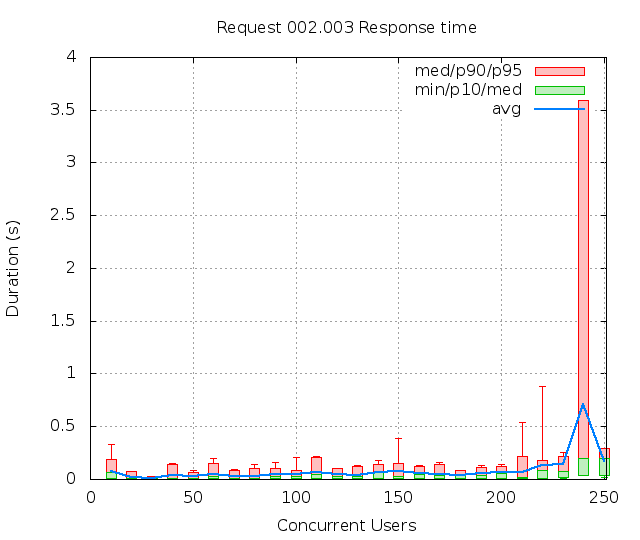 Request 002.003 Response time
med/p90/p95
min/p10/med
avg
4
3.5
3
2.5
2
1.5
1
0.5
0
Duration (s)
0 50 100 150 200 250
Concurrent Users